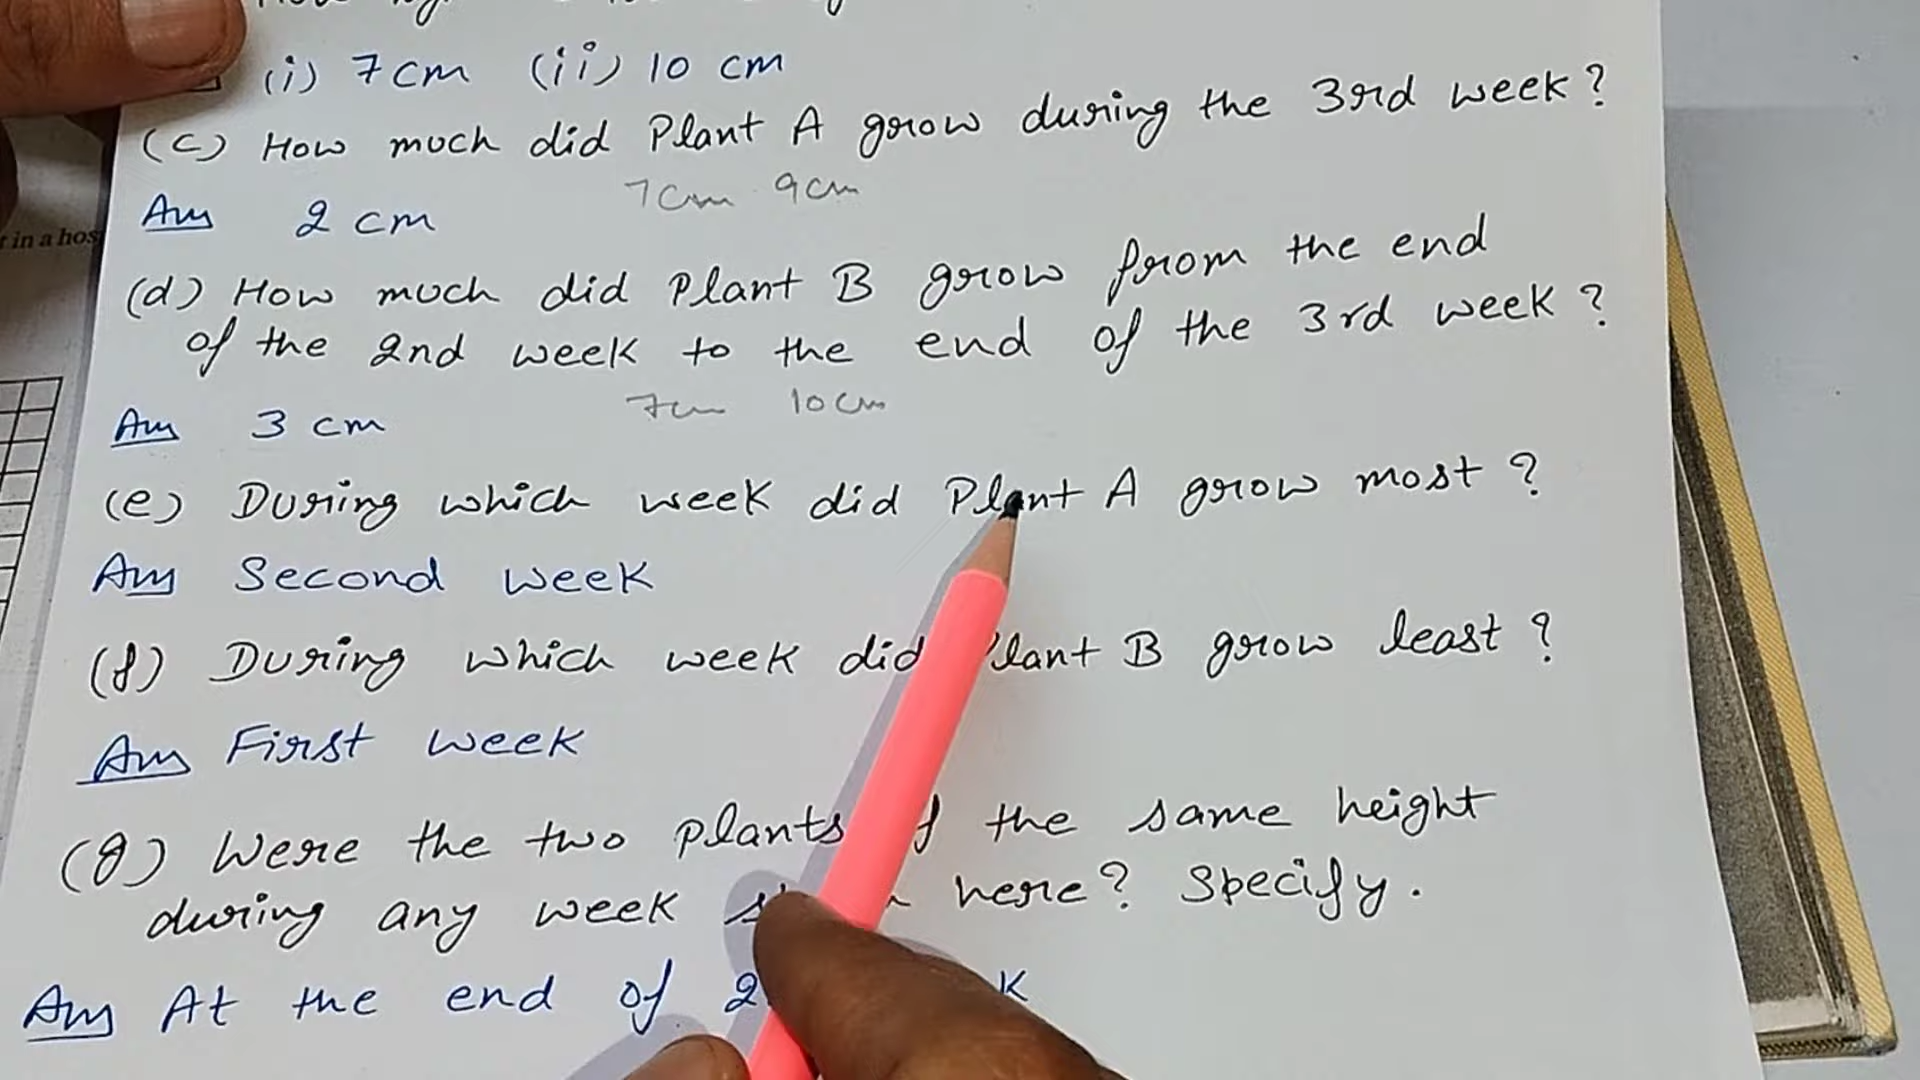 (i) 7cm (ii) 10 cm
(c) How much did Plant A grow during the 3rd week?
7cm 9cm
Ans 2 cm
t in a hos
(d) How much did Plant B grow from the end
of the 2nd week to the end of the 3rd week?
7cm 10cm
Ans 3 cm
(e) During which week did Plant A grow most?
Ans Second week
(f) During which week did Plant B grow least?
Ans First week
(g) Were the two plants of the same height
during any week here? Specify.
Ans At the end of